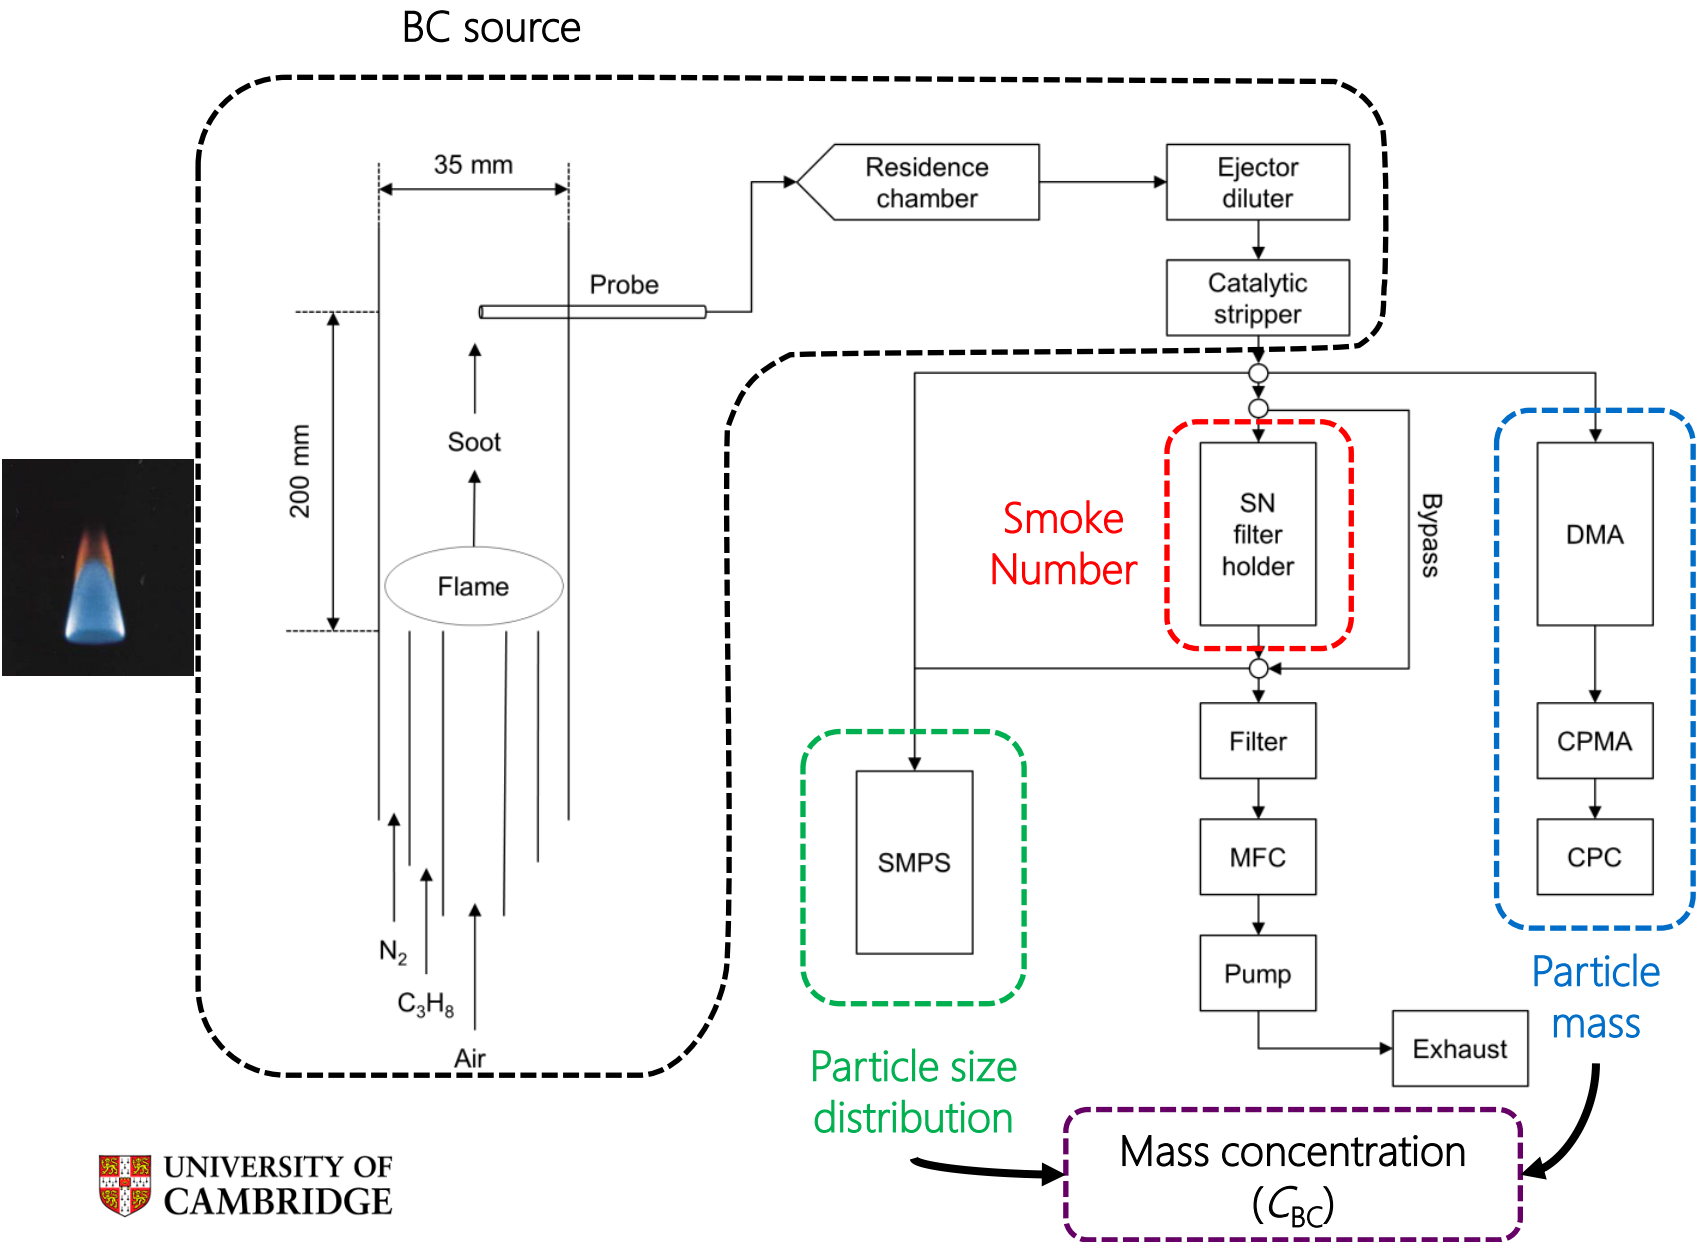 BC source
35 mm
Residence
chamber
Ejector
diluter
Probe
Catalytic
stripper
200 mm
Soot
Flame
N2
C3H8
Air
Smoke
Number
SN
filter
holder
Bypass
DMA
Filter
CPMA
SMPS
MFC
CPC
Pump
Exhaust
Particle size
distribution
Particle
mass
Mass concentration
(CBC)
UNIVERSITY OF
CAMBRIDGE